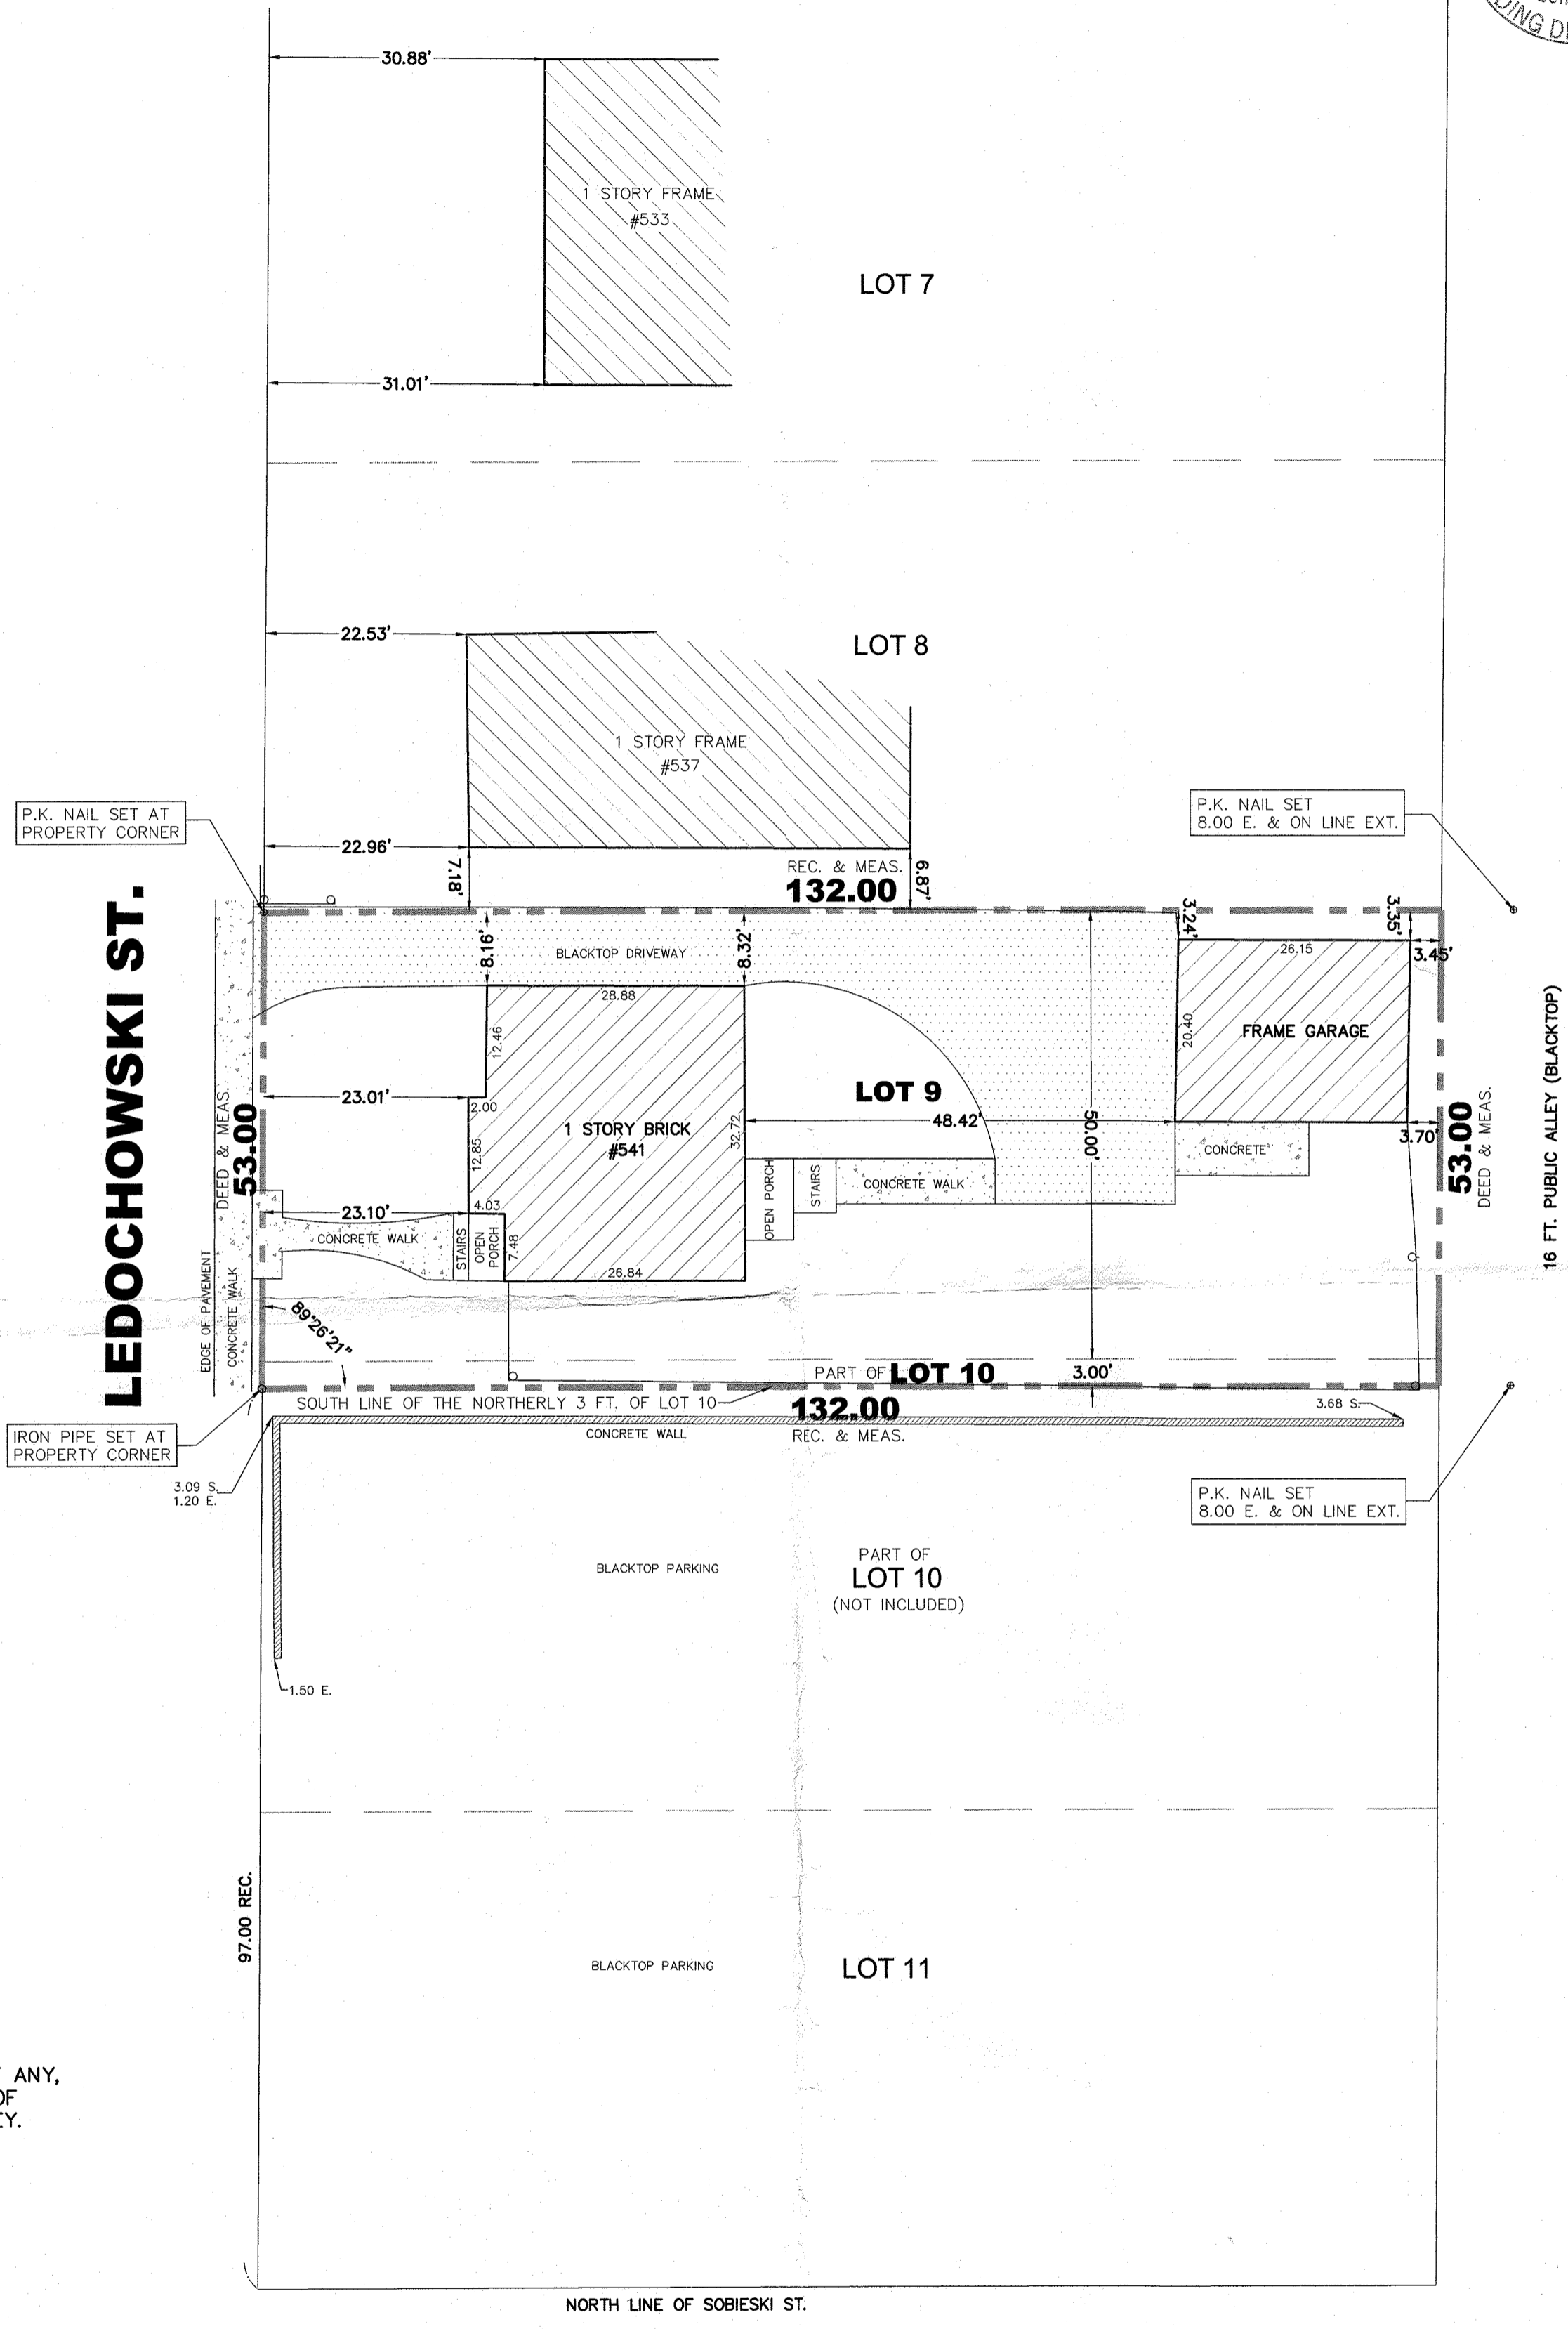 DING D
30.88'
1 STORY FRAME
#533
LOT 7
31.01'
22.53'
LOT 8
1 STORY FRAME
#537
P.K. NAIL SET AT
PROPERTY CORNER
P.K. NAIL SET
8.00 E. & ON LINE EXT.
22.96'
7.18'
REC. & MEAS.
132.00
6.87'
LEDOCHOWSKI ST.
8.16'
BLACKTOP DRIVEWAY
8.32'
3.24'
3.35'
26.15
3.45'
28.88
12.46
20.40
FRAME GARAGE
16 FT. PUBLIC ALLEY (BLACKTOP)
DEED & MEAS.
53.00
23.01'
2.00
LOT 9
48.42'
1 STORY BRICK
#541
32.72
12.85
50.00'
3.70'
53.00
DEED & MEAS.
CONCRETE
OPEN PORCH
STAIRS
CONCRETE WALK
23.10'
4.03
CONCRETE WALK
STAIRS
OPEN
PORCH
7.48
26.84
EDGE OF PAVEMENT
CONCRETE WALK
89°26'21"
PART OF LOT 10
3.00'
SOUTH LINE OF THE NORTHERLY 3 FT. OF LOT 10
132.00
REC. & MEAS.
3.68 S.
CONCRETE WALL
IRON PIPE SET AT
PROPERTY CORNER
3.09 S.
1.20 E.
P.K. NAIL SET
8.00 E. & ON LINE EXT.
BLACKTOP PARKING
PART OF
LOT 10
(NOT INCLUDED)
1.50 E.
97.00 REC.
BLACKTOP PARKING
LOT 11
ANY,
OF
EY.
NORTH LINE OF SOBIESKI ST.